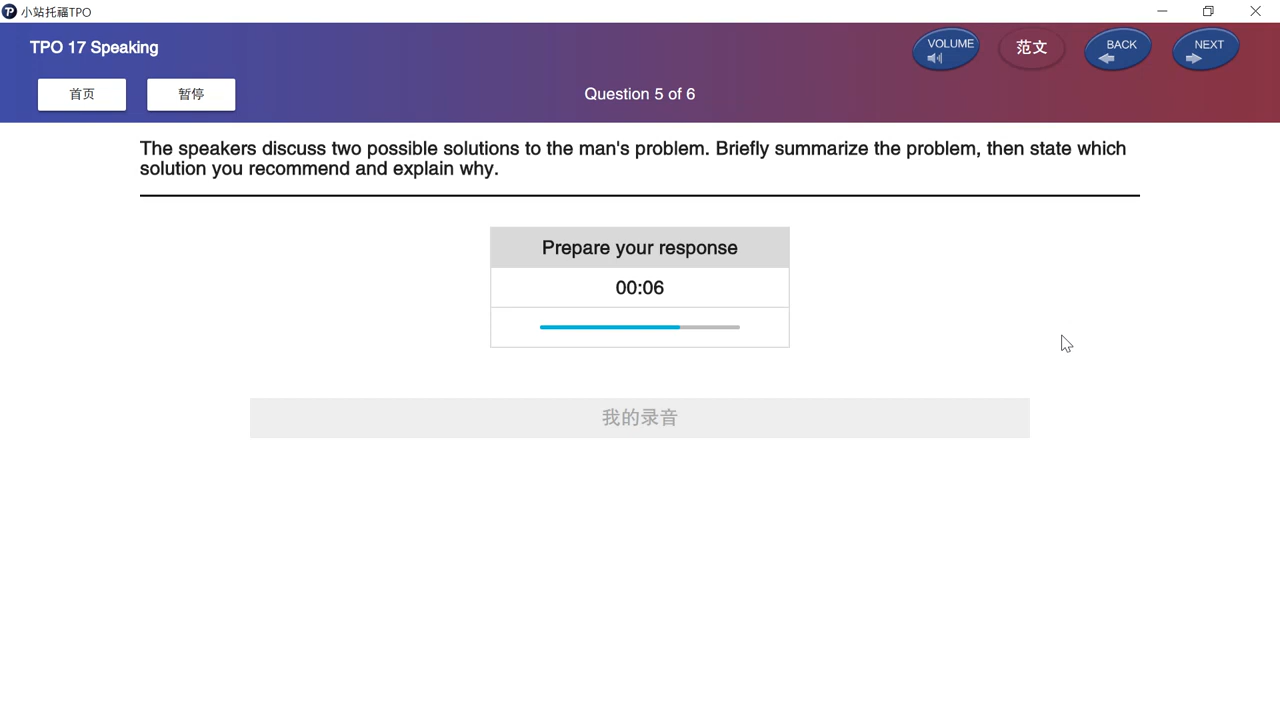 小站托福TPO
TPO 17 Speaking
VOLUME
范文
BACK
NEXT
首页
暂停
Question 5 of 6
The speakers discuss two possible solutions to the man's problem. Briefly summarize the problem, then state which
solution you recommend and explain why.
Prepare your response
00:06
我的录音